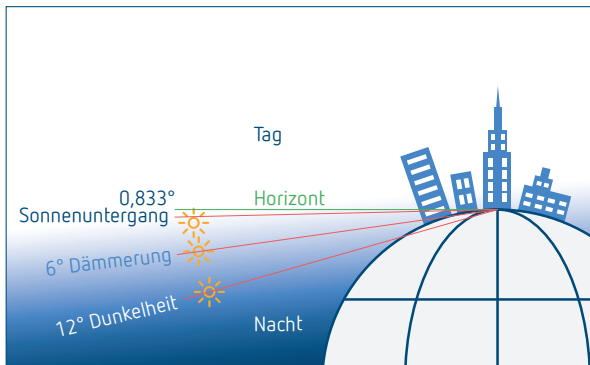 Tag
0,833°
Sonnenuntergang
Horizont
6° Dämmerung
12° Dunkelheit
Nacht